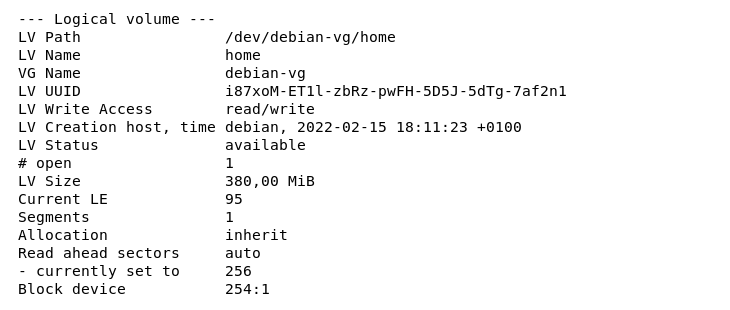 --- Logical volume ---
LV Path                /dev/debian-vg/home
LV Name                home
VG Name                debian-vg
LV UUID                i87xoM-ET1l-zbRz-pwFH-5D5J-5dTg-7af2n1
LV Write Access        read/write
LV Creation host, time debian, 2022-02-15 18:11:23 +0100
LV Status              available
# open                 1
LV Size                380,00 MiB
Current LE             95
Segments               1
Allocation             inherit
Read ahead sectors     auto
- currently set to     256
Block device           254:1